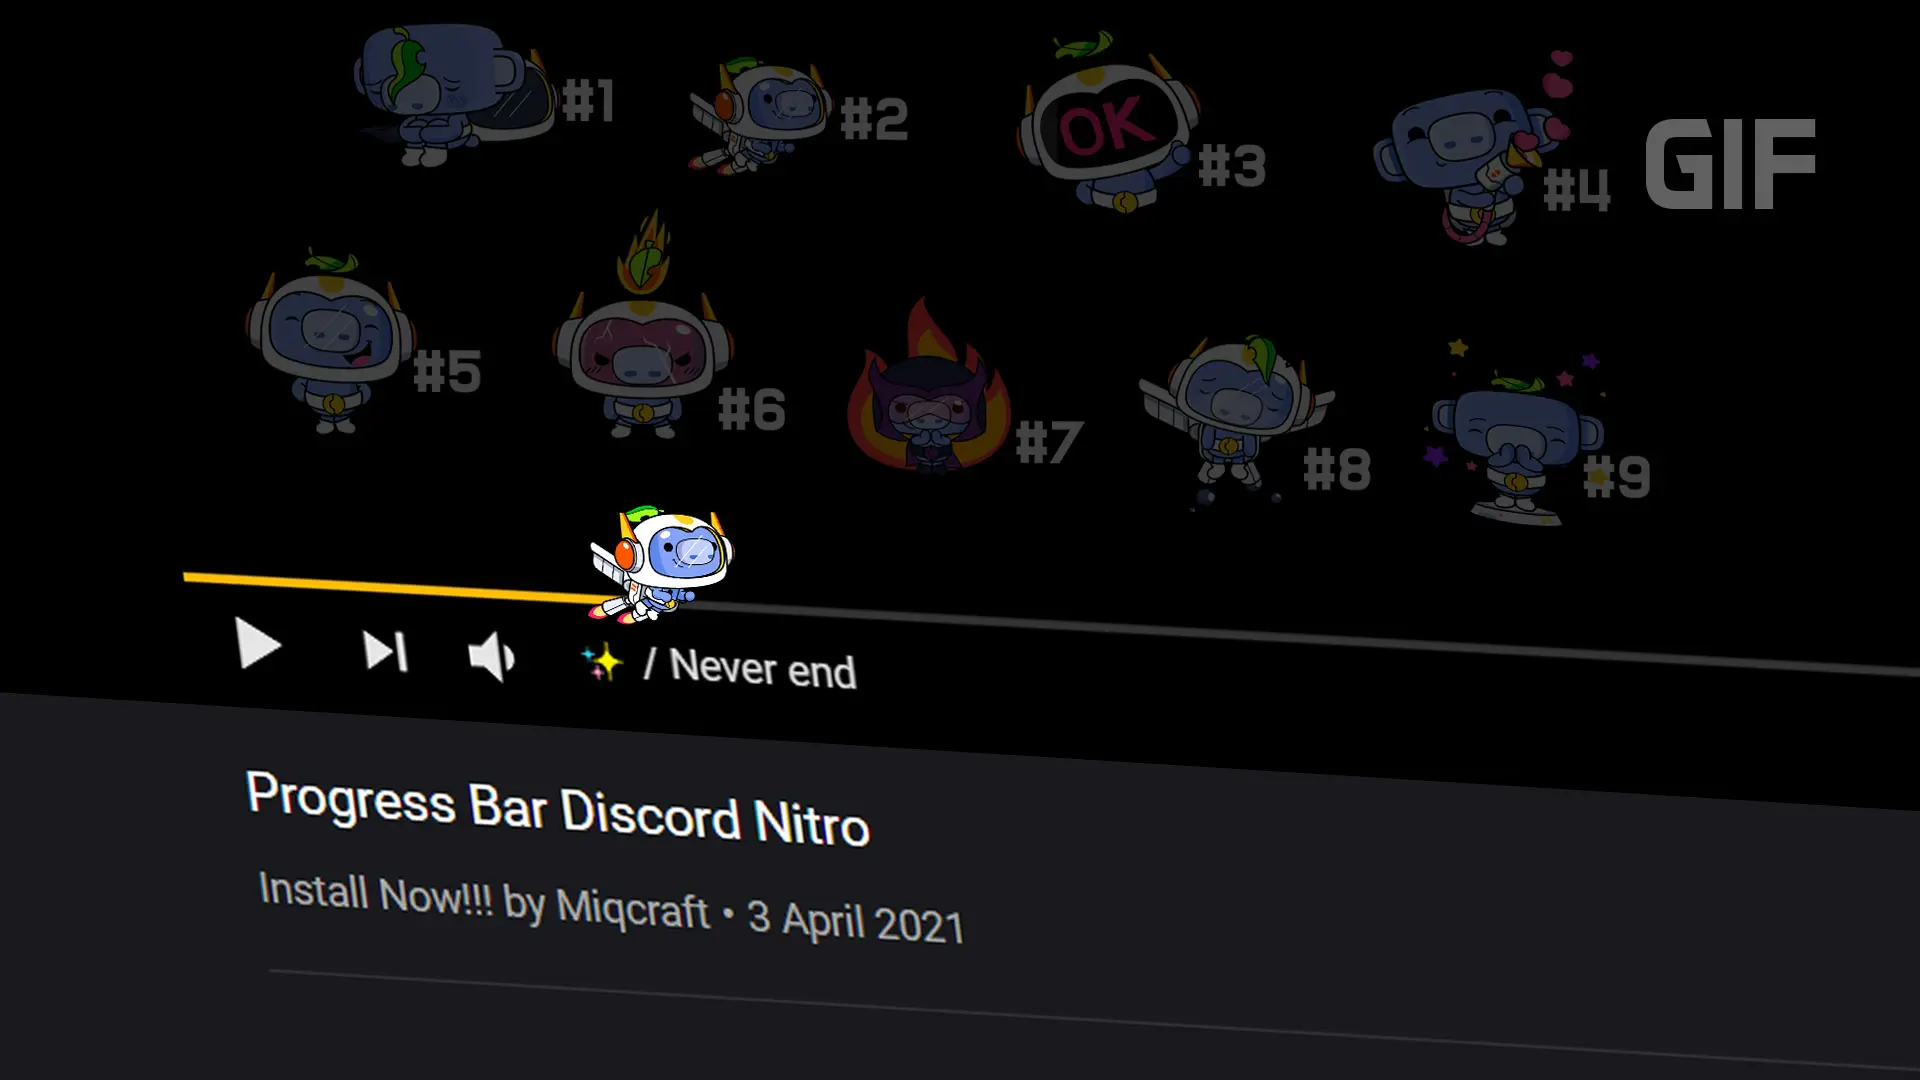 #1
#2
OK
#3
#4
GIF
#5
#6
#7
#8
#9
/ Never end
Progress Bar Discord Nitro
Install Now!!! by Miqcraft • 3 April 2021